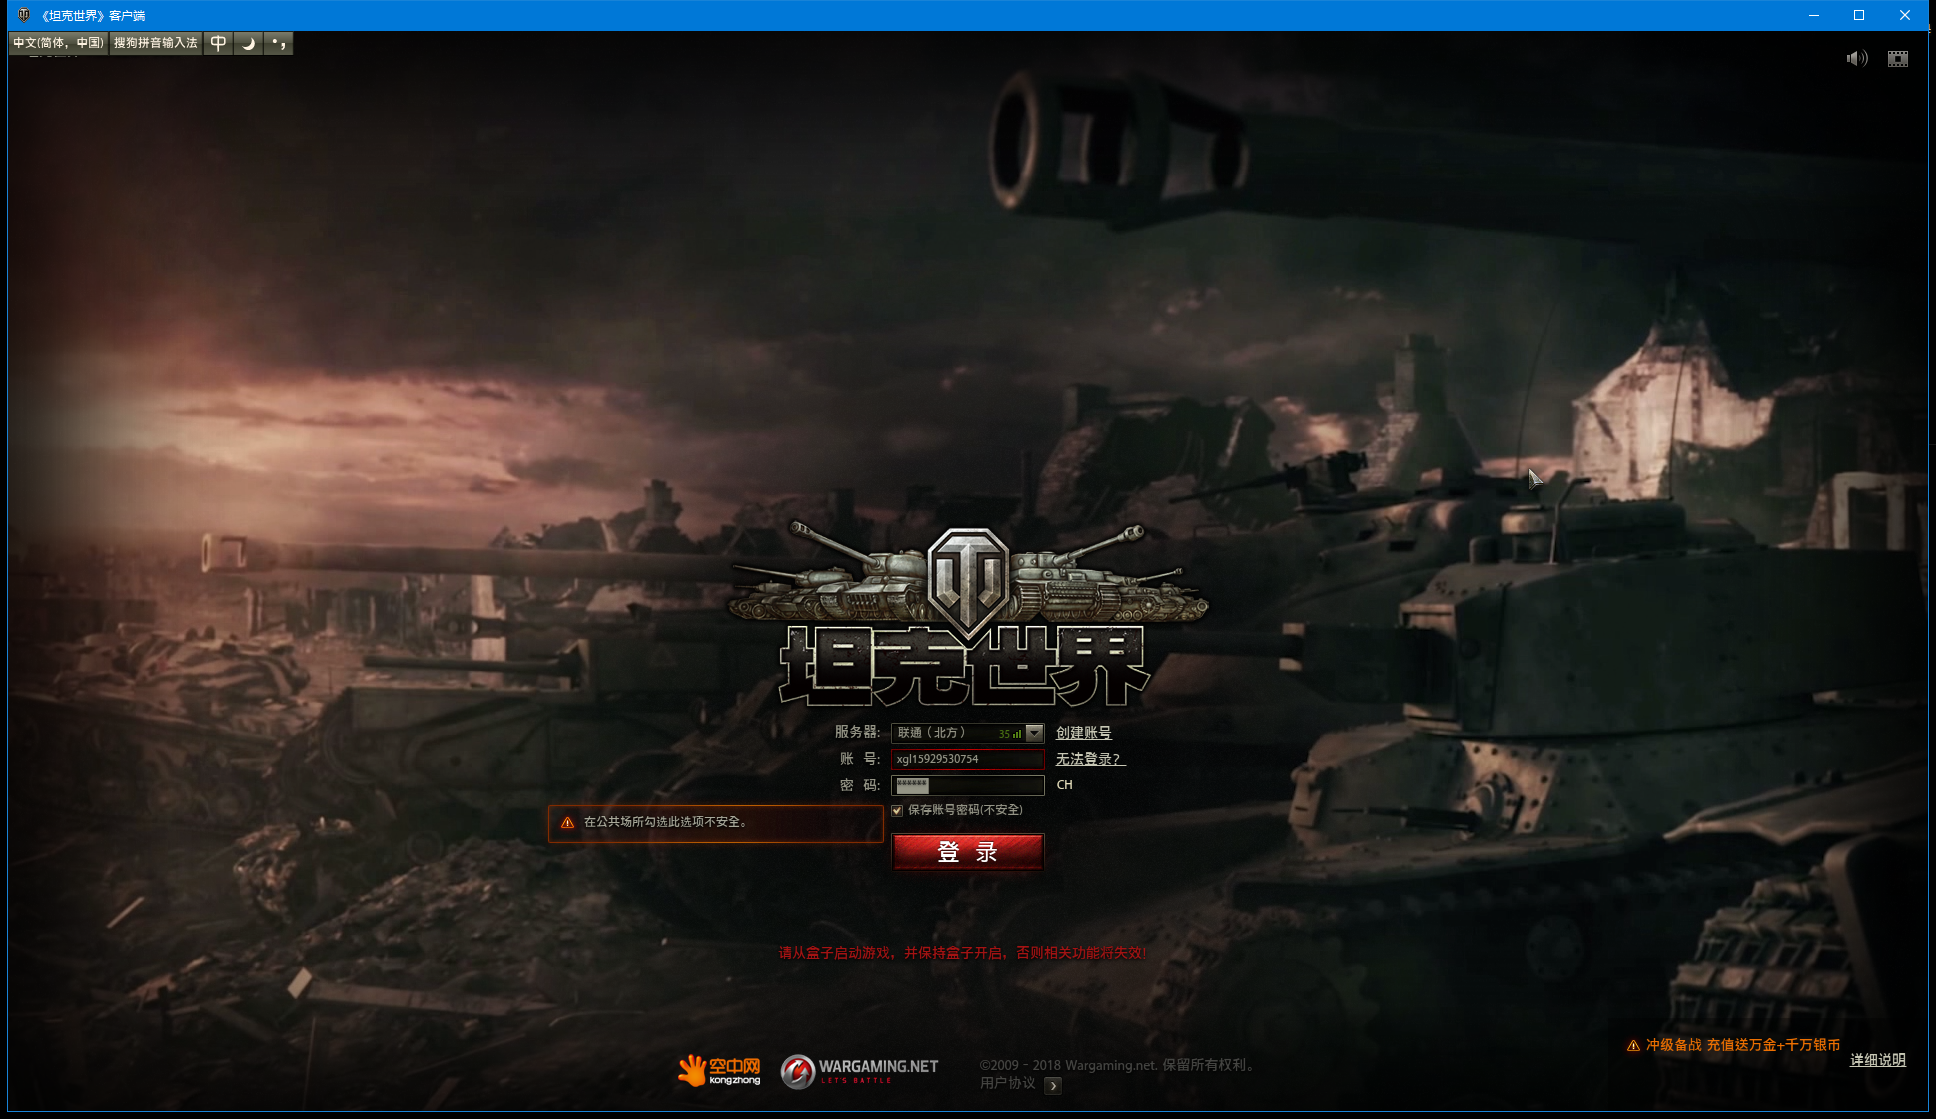 《坦克世界》客户端
中文(简体，中国) 搜狗拼音输入法 中
坦克世界
服务器: 联通（北方） 35 创建账号
账 号: xgl15929530754 无法登录？
密 码: ****** CH
保存账号密码(不安全)
在公共场所勾选此选项不安全。
登 录
请从盒子启动游戏，并保持盒子开启，否则相关功能将失效!
冲级备战 充值送万金+千万银币
详细说明
空中网
kongzhong
WARGAMING.NET
LET'S BATTLE
©2009 - 2018 Wargaming.net. 保留所有权利。
用户协议